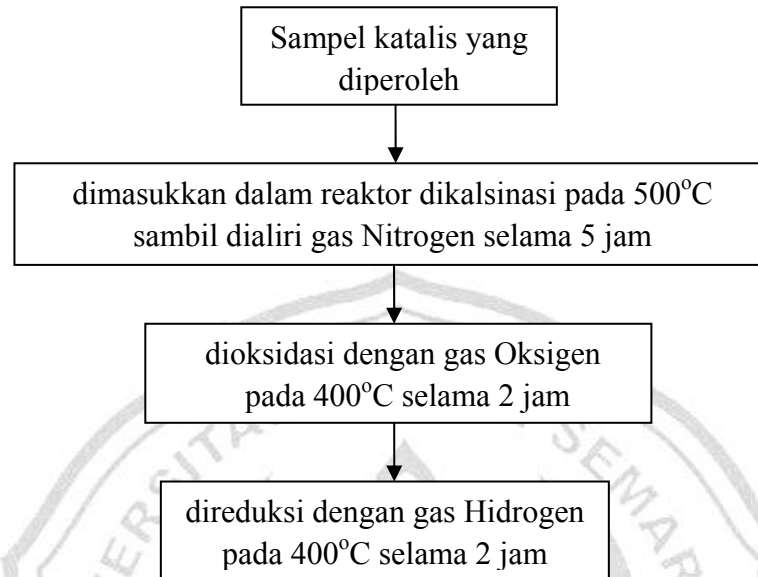 Sampel katalis yang
diperoleh
dimasukkan dalam reaktor dikalsinasi pada 500°C
sambil dialiri gas Nitrogen selama 5 jam
dioksidasi dengan gas Oksigen
pada 400°C selama 2 jam
direduksi dengan gas Hidrogen
pada 400°C selama 2 jam